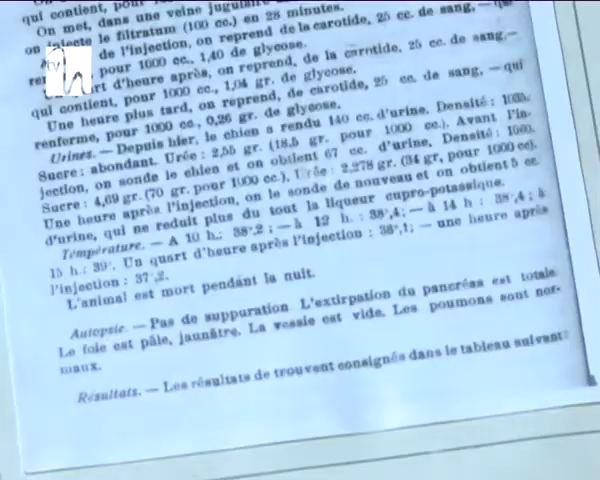 qui contient, pour
On met, dans une veine jugulaire
on injecte le filtratum (100 cc.) en 28 minutes.
de l'injection, on reprend de la carotide, 25 cc. de sang, — qui
pour 1000 cc., 1,40 de glycose.
d'heure après, on reprend, de la carotide, 25 cc. de sang, —
qui contient, pour 1000 cc., 1,04 gr. de glycose.
Une heure plus tard, on reprend, de carotide, 25 cc. de sang, — qui
renferme, pour 1000 cc., 0,26 gr. de glycose.
Urines. — Depuis hier, le chien a rendu 140 cc. d'urine. Densité :
Sucre : abondant. Urée : 2,55 gr. (18,5 gr. pour 1000 cc.). Avant l'in-
jection, on sonde le chien et on obtient 67 cc. d'urine. Densité :
Sucre : 4,69 gr. (70 gr. pour 1000 cc.). Urée : 2,278 gr. (34 gr, pour 1000 cc).
Une heure après l'injection, on le sonde de nouveau et on obtient 5 cc.
d'urine, qui ne reduit plus du tout la liqueur cupro-potassique.
Température. — A 10 h.: 38°,2 ; — à 12 h. : 38°,4; — à 14 h : 38°,4 ; à
15 h.: 39°. Un quart d'heure après l'injection : 38°,1; — une heure après
l'injection : 37°,2.
L'animal est mort pendant la nuit.
Autopsie. — Pas de suppuration L'extirpation du pancréas est totale
Le foie est pâle, jaunâtre. La vessie est vide. Les poumons sont nor-
maux.
Résultats. — Les résultats de trouvent consignés dans le tableau suivant